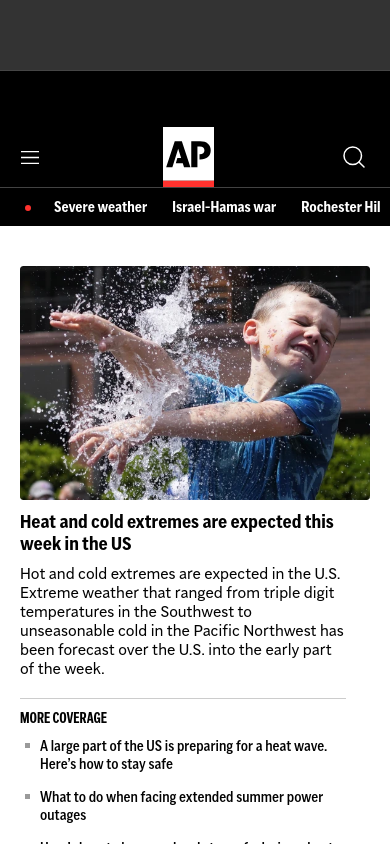 AP
Severe weather Israel-Hamas war Rochester Hil
Heat and cold extremes are expected this
week in the US
Hot and cold extremes are expected in the U.S.
Extreme weather that ranged from triple digit
temperatures in the Southwest to
unseasonable cold in the Pacific Northwest has
been forecast over the U.S. into the early part
of the week.
MORE COVERAGE
A large part of the US is preparing for a heat wave.
Here's how to stay safe
What to do when facing extended summer power
outages